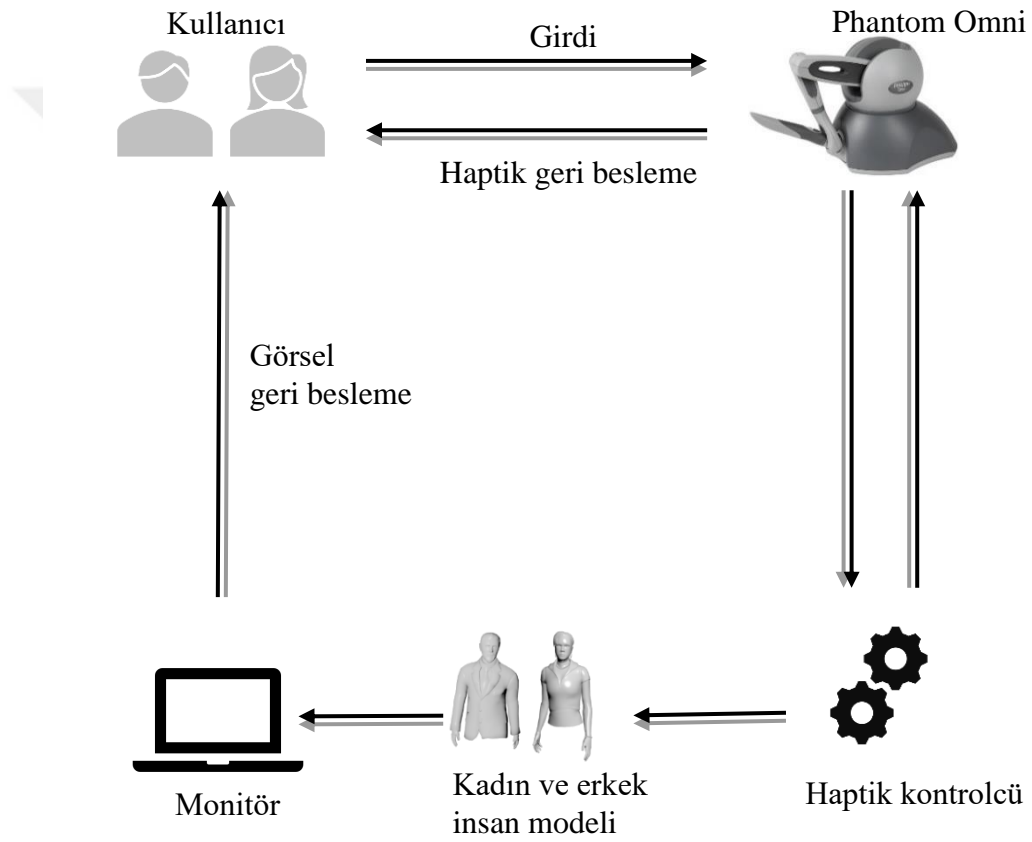 Kullanıcı
Girdi
Phantom Omni
Haptik geri besleme
Görsel
geri besleme
Monitör
Kadın ve erkek
insan modeli
Haptik kontrolcü